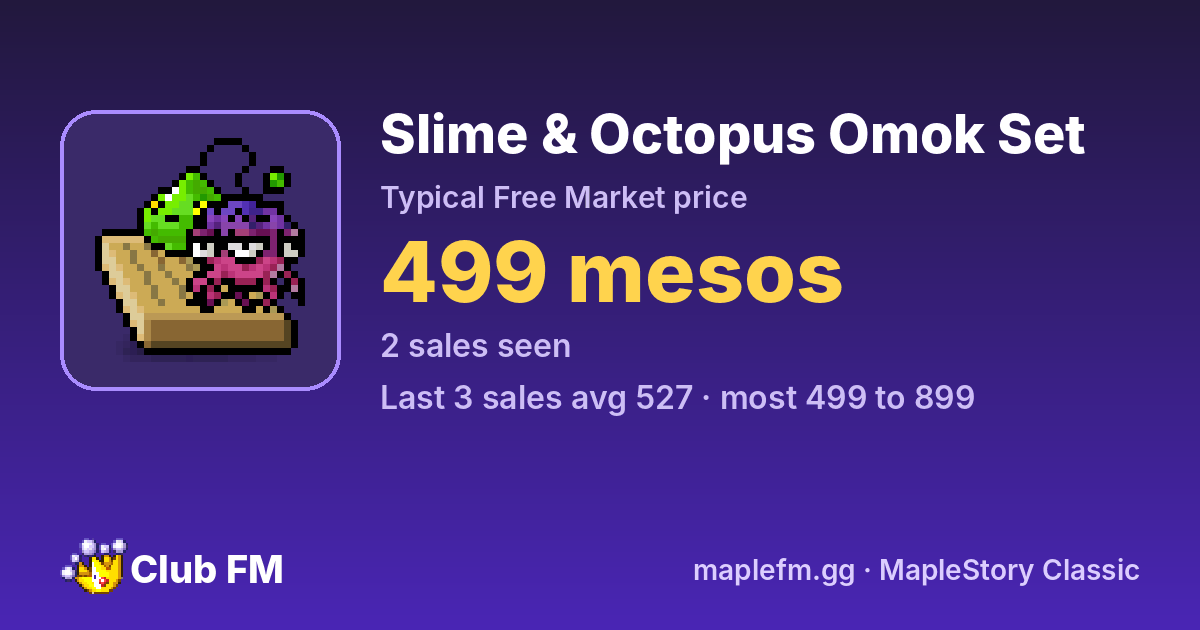 Slime & Octopus Omok Set
Typical Free Market price
499 mesos
2 sales seen
Last 3 sales avg 527 · most 499 to 899
Club FM
maplefm.gg · MapleStory Classic